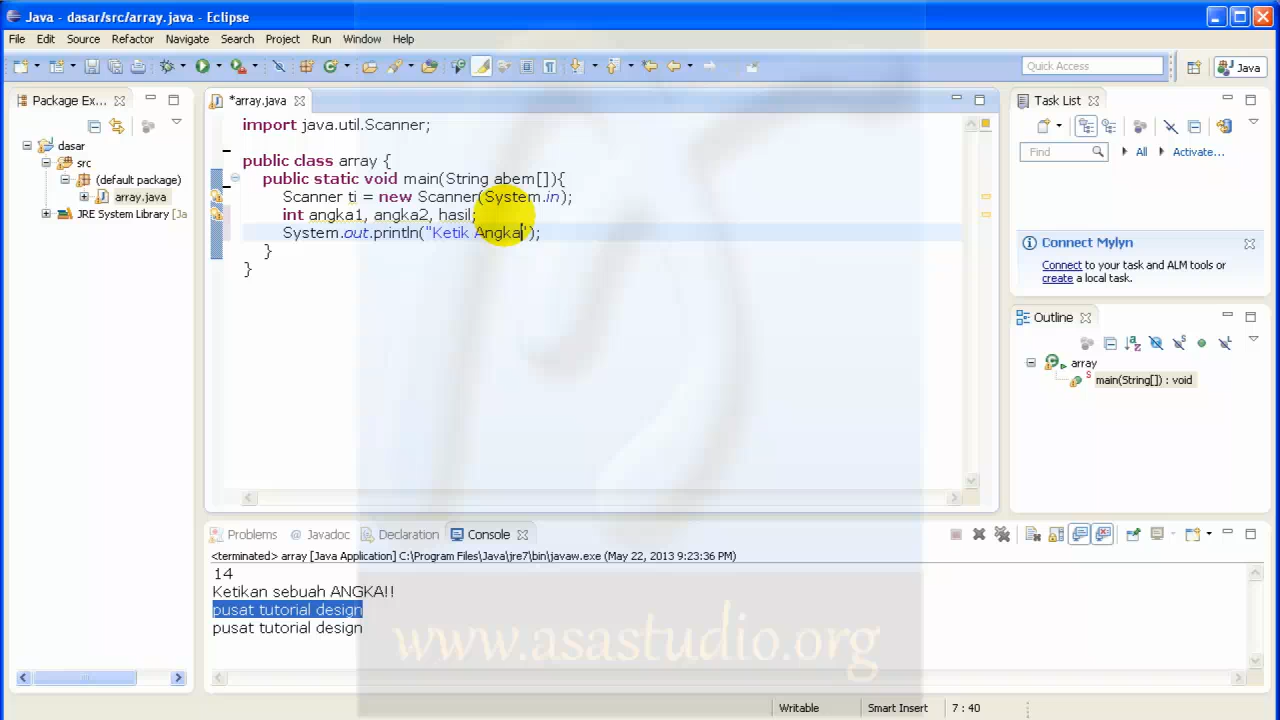 Java - dasar/src/array.java - Eclipse
File Edit Source Refactor Navigate Search Project Run Window Help
Quick Access
Java
Package Ex...
*array.java
Task List
dasar
src
(default package)
array.java
JRE System Library [Ja
import java.util.Scanner;
public class array {
public static void main(String abem[]){
Scanner ti = new Scanner(System.in);
int angka1, angka2, hasil;
System.out.println("Ketik Angka");
}
}
Find
All
Activate...
Connect Mylyn
Connect to your task and ALM tools or
create a local task.
Outline
array
main(String[]) : void
Problems @ Javadoc Declaration Console
<terminated> array [Java Application] C:\Program Files\Java\jre7\bin\javaw.exe (May 22, 2013 9:23:36 PM)
14
Ketikan sebuah ANGKA!!
pusat tutorial design
pusat tutorial design
www.asastudio.org
Writable Smart Insert 7 : 40